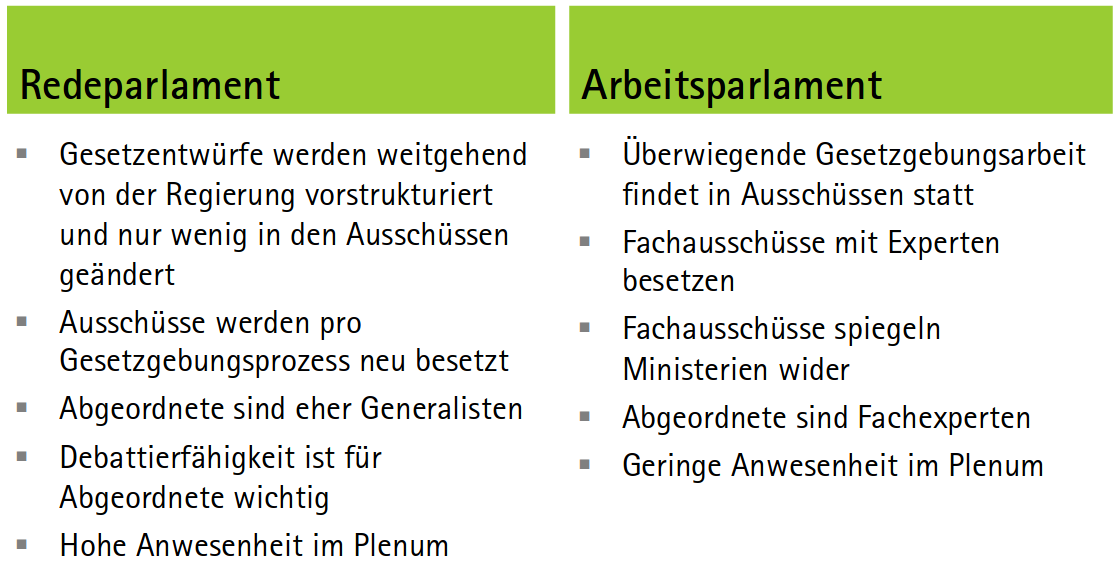 Redeparlament
Gesetzentwürfe werden weitgehend
von der Regierung vorstrukturiert
und nur wenig in den Ausschüssen
geändert
Ausschüsse werden pro
Gesetzgebungsprozess neu besetzt
Abgeordnete sind eher Generalisten
Debattierfähigkeit ist für
Abgeordnete wichtig
Hohe Anwesenheit im Plenum
Arbeitsparlament
Überwiegende Gesetzgebungsarbeit
findet in Ausschüssen statt
Fachausschüsse mit Experten
besetzen
Fachausschüsse spiegeln
Ministerien wider
Abgeordnete sind Fachexperten
Geringe Anwesenheit im Plenum